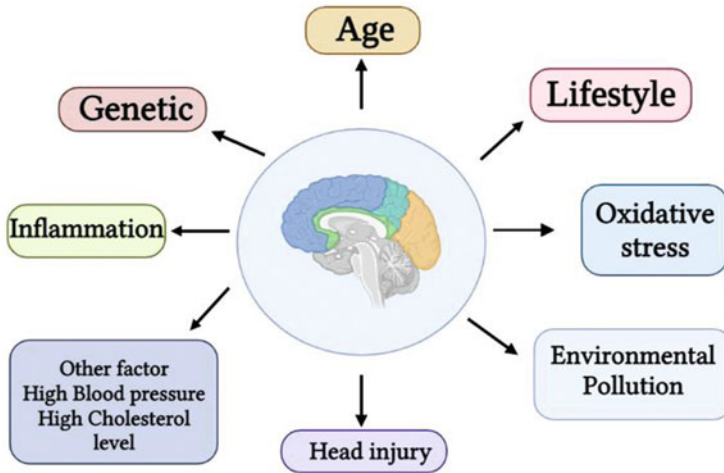 Age
Genetic
Lifestyle
Inflammation
Oxidative
stress
Other factor
High Blood pressure
High Cholesterol
level
Environmental
Pollution
Head injury